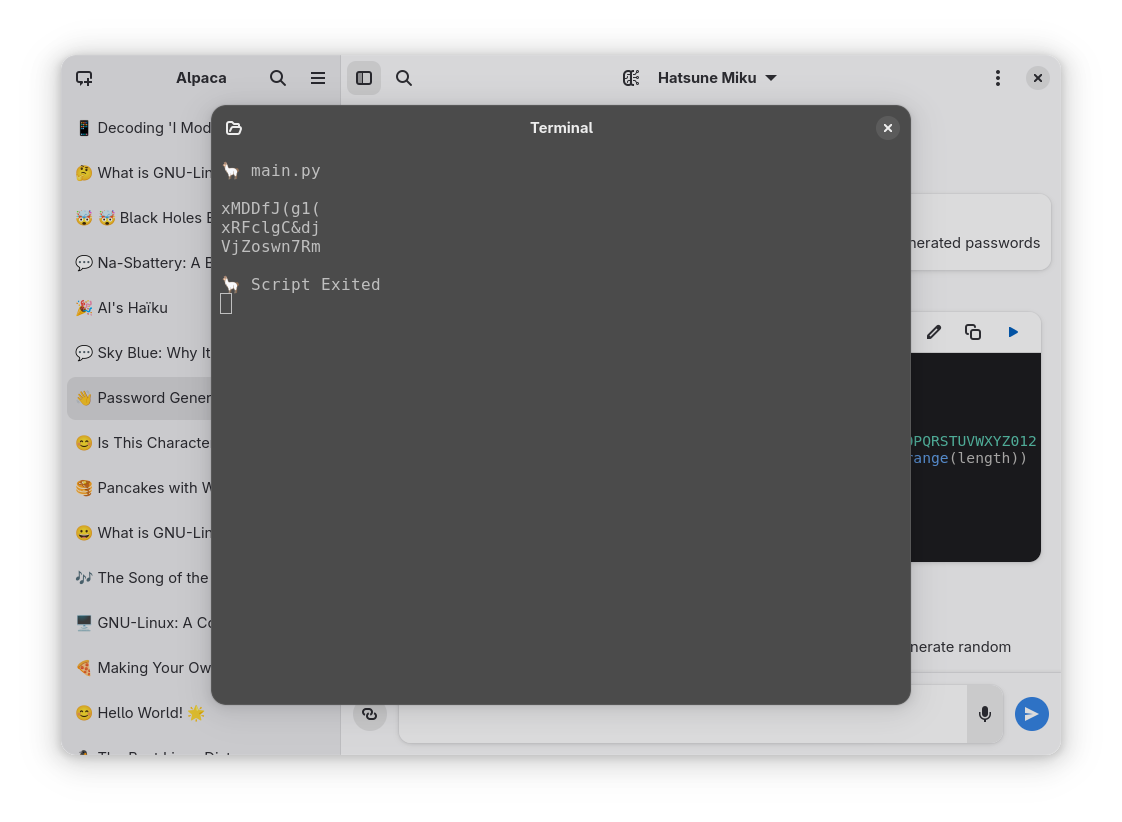 Alpaca
Hatsune Miku
Decoding 'I Mod
What is GNU-Lin
Black Holes E
Na-Sbattery: A B
AI's Haïku
Sky Blue: Why It
Password Gener
Is This Characte
Pancakes with W
What is GNU-Lin
The Song of the
GNU-Linux: A Co
Making Your Ow
Hello World!
Terminal
main.py
xMDDfJ(g1(
xRFclgC&dj
VjZoswn7Rm
Script Exited
nerated passwords
OPQRSTUVWXYZ012
range(length))
nerate random